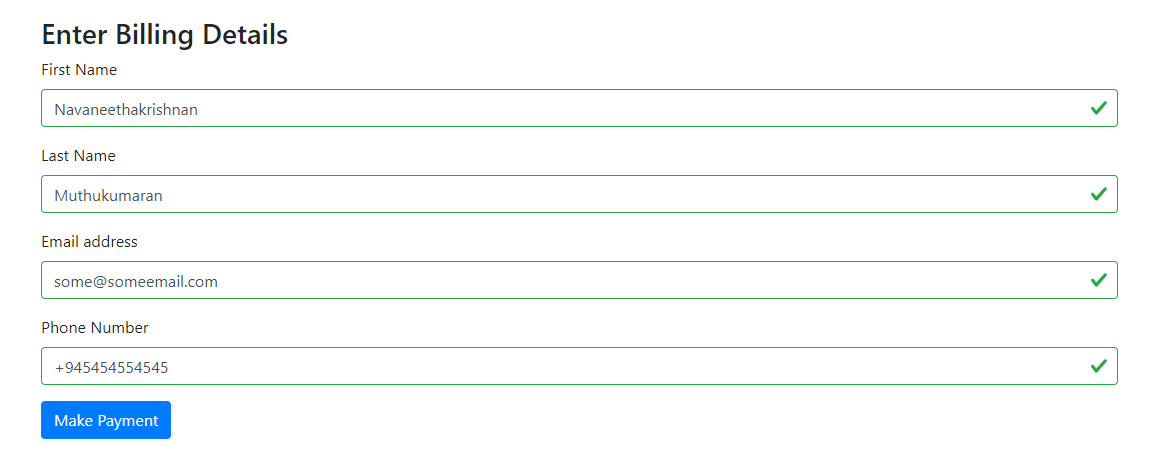 Enter Billing Details
First Name
Navaneethakrishnan
Last Name
Muthukumaran
Email address
some@someemail.com
Phone Number
+945454554545
Make Payment